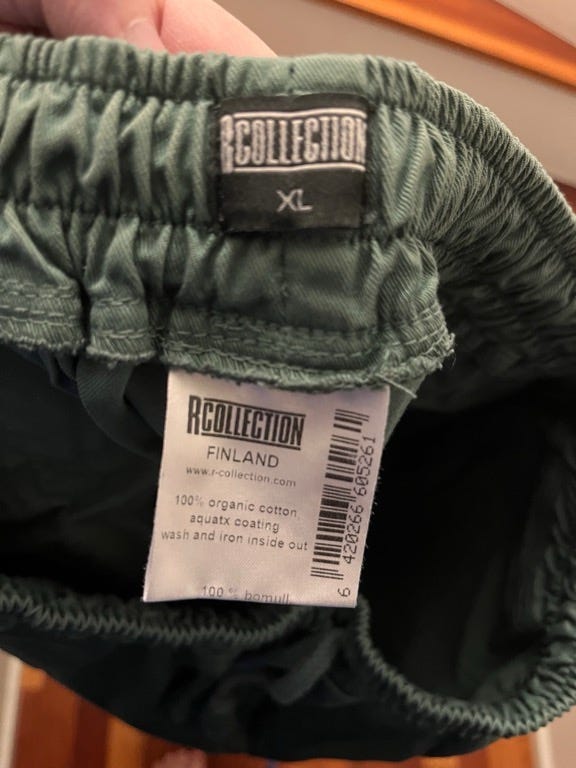 RCOLLECTION
XL
RCOLLECTION
FINLAND
www.r-collection.com
100% organic cotton
aquatx coating
wash and iron inside out
100 % bomull
6 420266 605261